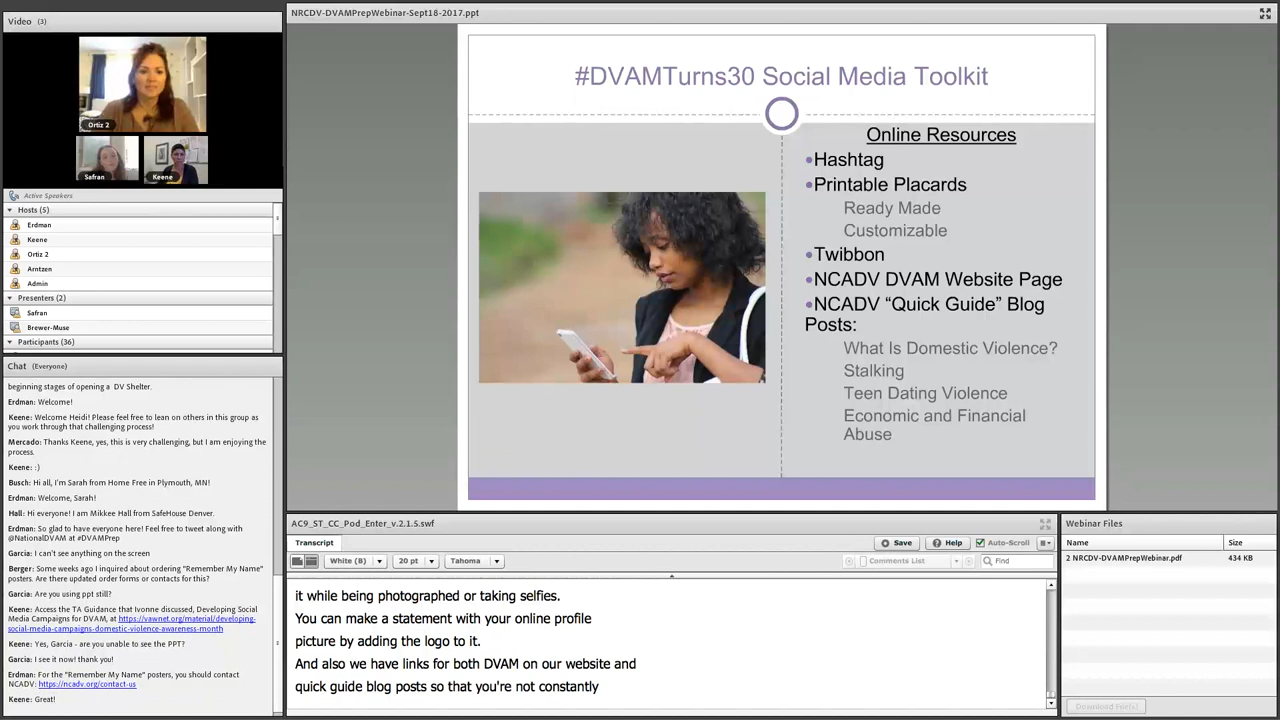 Video (3)
Ortiz 2
Safran
Keene
Active Speakers
Hosts (5)
Erdman
Keene
Ortiz 2
Arntzen
Admin
Presenters (2)
Safran
Brewer-Muse
Participants (36)
Chat (Everyone)
beginning stages of opening a DV Shelter.
Erdman: Welcome!
Keene: Welcome Heidi! Please feel free to lean on others in this group as
you work through that challenging process!
Mercado: Thanks Keene, yes, this is very challenging, but I am enjoying the
process.
Keene: :)
Busch: Hi all, I'm Sarah from Home Free in Plymouth, MN!
Erdman: Welcome, Sarah!
Hall: Hi everyone! I am Mikkee Hall from SafeHouse Denver.
Erdman: So glad to have everyone here! Feel free to tweet along with
@NationalDVAM at #DVAMPrep
Garcia: I can't see anything on the screen
Berger: Some weeks ago I inquired about ordering "Remember My Name"
posters. Are there updated order forms or contacts for this?
Garcia: Are you using ppt still?
Keene: Access the TA Guidance that Ivonne discussed, Developing Social
Media Campaigns for DVAM, at https://vawnet.org/material/developing-
social-media-campaigns-domestic-violence-awareness-month
Keene: Yes, Garcia - are you unable to see the PPT?
Garcia: I see it now! thank you!
Erdman: For the "Remember My Name" posters, you should contact
NCADV: https://ncadv.org/contact-us
Keene: Great!
NRCDV-DVAMPrepWebinar-Sept18-2017.ppt
#DVAMTurns30 Social Media Toolkit
Online Resources
•Hashtag
•Printable Placards
Ready Made
Customizable
•Twibbon
•NCADV DVAM Website Page
•NCADV “Quick Guide” Blog
Posts:
What Is Domestic Violence?
Stalking
Teen Dating Violence
Economic and Financial
Abuse
AC9_ST_CC_Pod_Enter_v.2.1.5.swf
Transcript
Save
Help
Auto-Scroll
White (B)
20 pt
Tahoma
Comments List
Find
it while being photographed or taking selfies.
You can make a statement with your online profile
picture by adding the logo to it.
And also we have links for both DVAM on our website and
quick guide blog posts so that you're not constantly
Webinar Files
Name Size
2 NRCDV-DVAMPrepWebinar.pdf 434 KB
Download File(s)